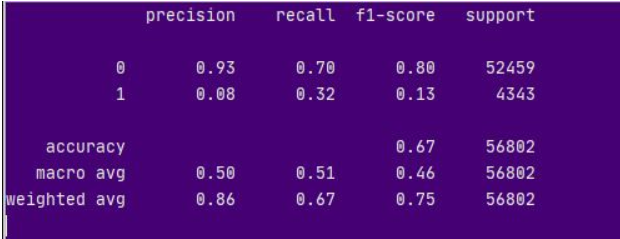 precision recall f1-score support
0 0.93 0.70 0.80 52459
1 0.08 0.32 0.13 4343
accuracy 0.67 56802
macro avg 0.50 0.51 0.46 56802
weighted avg 0.86 0.67 0.75 56802